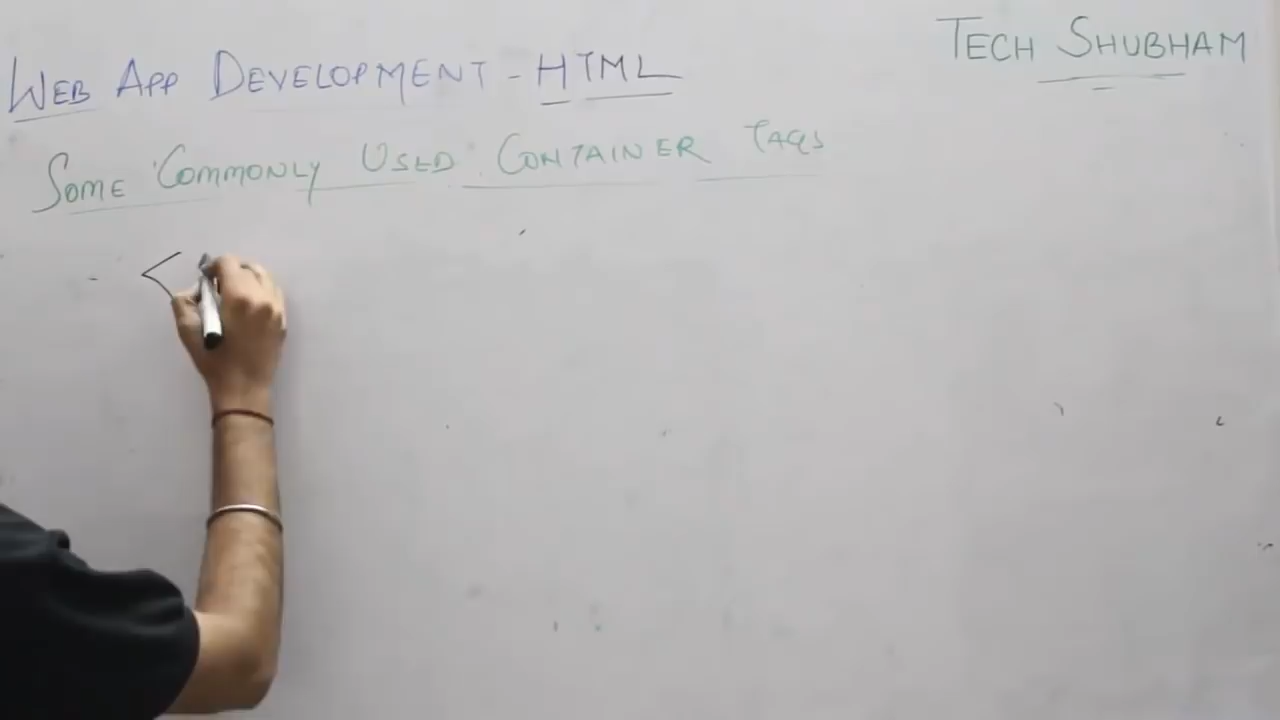 TECH SHUBHAM
WEB APP DEVELOPMENT - HTML
SOME COMMONLY USED CONTAINER TAGS
- <